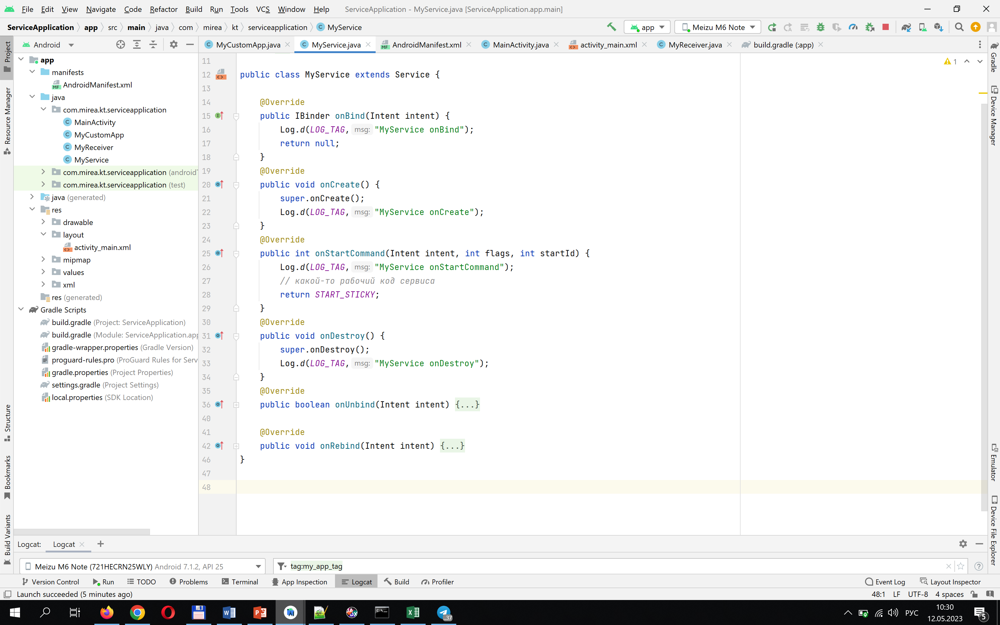 File Edit View Navigate Code Refactor Build Run Tools VCS Window Help ServiceApplication - MyService.java [ServiceApplication.app.main]
ServiceApplication app src main java com mirea kt serviceapplication MyService app Meizu M6 Note
Android MyCustomApp.java MyService.java AndroidManifest.xml MainActivity.java activity_main.xml MyReceiver.java build.gradle (:app)
Project
Resource Manager
Structure
Bookmarks
Build Variants
app
manifests
AndroidManifest.xml
java
com.mirea.kt.serviceapplication
MainActivity
MyCustomApp
MyReceiver
MyService
com.mirea.kt.serviceapplication (androidT
com.mirea.kt.serviceapplication (test)
java (generated)
res
drawable
layout
activity_main.xml
mipmap
values
xml
res (generated)
Gradle Scripts
build.gradle (Project: ServiceApplication)
build.gradle (Module: ServiceApplication.app
gradle-wrapper.properties (Gradle Version)
proguard-rules.pro (ProGuard Rules for Serv
gradle.properties (Project Properties)
settings.gradle (Project Settings)
local.properties (SDK Location)
11
12 public class MyService extends Service {
13
14 @Override
15 public IBinder onBind(Intent intent) {
16 Log.d(LOG_TAG, msg: "MyService onBind");
17 return null;
18 }
19 @Override
20 public void onCreate() {
21 super.onCreate();
22 Log.d(LOG_TAG, msg: "MyService onCreate");
23 }
24 @Override
25 public int onStartCommand(Intent intent, int flags, int startId) {
26 Log.d(LOG_TAG, msg: "MyService onStartCommand");
27 // какой-то рабочий код сервиса
28 return START_STICKY;
29 }
30 @Override
31 public void onDestroy() {
32 super.onDestroy();
33 Log.d(LOG_TAG, msg: "MyService onDestroy");
34 }
35 @Override
36 public boolean onUnbind(Intent intent) {...}
40
41 @Override
42 public void onRebind(Intent intent) {...}
46 }
47
48
1
Gradle
Device Manager
Emulator
Device File Explorer
Logcat: Logcat
Meizu M6 Note (721HECRN25WLY) Android 7.1.2, API 25 tag:my_app_tag
Version Control Run TODO Problems Terminal App Inspection Logcat Build Profiler Event Log Layout Inspector
Launch succeeded (5 minutes ago) 48:1 LF UTF-8 4 spaces
..37 РУС 10:30
12.05.2023 5